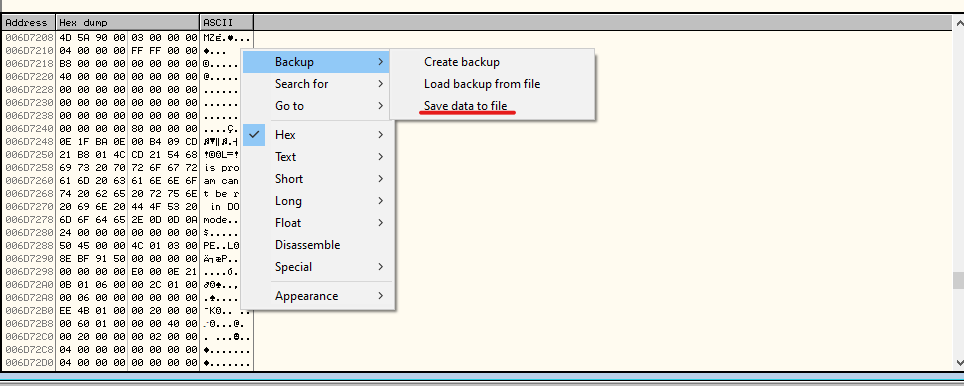 Address Hex dump ASCII
006D7208 4D 5A 90 00 03 00 00 00 MZÉ.♥...
006D7210 04 00 00 00 FF FF 00 00 ♦...
006D7218 B8 00 00 00 00 00 00 00
006D7220 40 00 00 00 00 00 00 00 @.....
006D7228 00 00 00 00 00 00 00 00 ......
006D7230 00 00 00 00 00 00 00 00 ......
006D7238 00 00 00 00 00 00 00 00 ......
006D7240 00 00 00 00 80 00 00 00 ....Ç.
006D7248 0E 1F BA 0E 00 B4 09 CD
006D7250 21 B8 01 4C CD 21 54 68
006D7258 69 73 20 70 72 6F 67 72 is pro
006D7260 61 6D 20 63 61 6E 6E 6F am can
006D7268 74 20 62 65 20 72 75 6E t be r
006D7270 20 69 6E 20 44 4F 53 20 in DO
006D7278 6D 6F 64 65 2E 0D 0D 0A mode..
006D7280 24 00 00 00 00 00 00 00 $.....
006D7288 50 45 00 00 4C 01 03 00 PE..L☺
006D7290 8E BF 91 50 00 00 00 00 Ä┐æP..
006D7298 00 00 00 00 E0 00 0E 21
006D72A0 0B 01 06 00 00 2C 01 00 ♂☺♠..,
006D72A8 00 06 00 00 00 00 00 00 .♠....
006D72B0 EE 4B 01 00 00 20 00 00
006D72B8 00 60 01 00 00 00 40 00
006D72C0 00 20 00 00 00 02 00 00
006D72C8 04 00 00 00 00 00 00 00 ♦.......
006D72D0 04 00 00 00 00 00 00 00 ♦.......
Backup
Search for
Go to
Hex
Text
Short
Long
Float
Disassemble
Special
Appearance
Create backup
Load backup from file
Save data to file